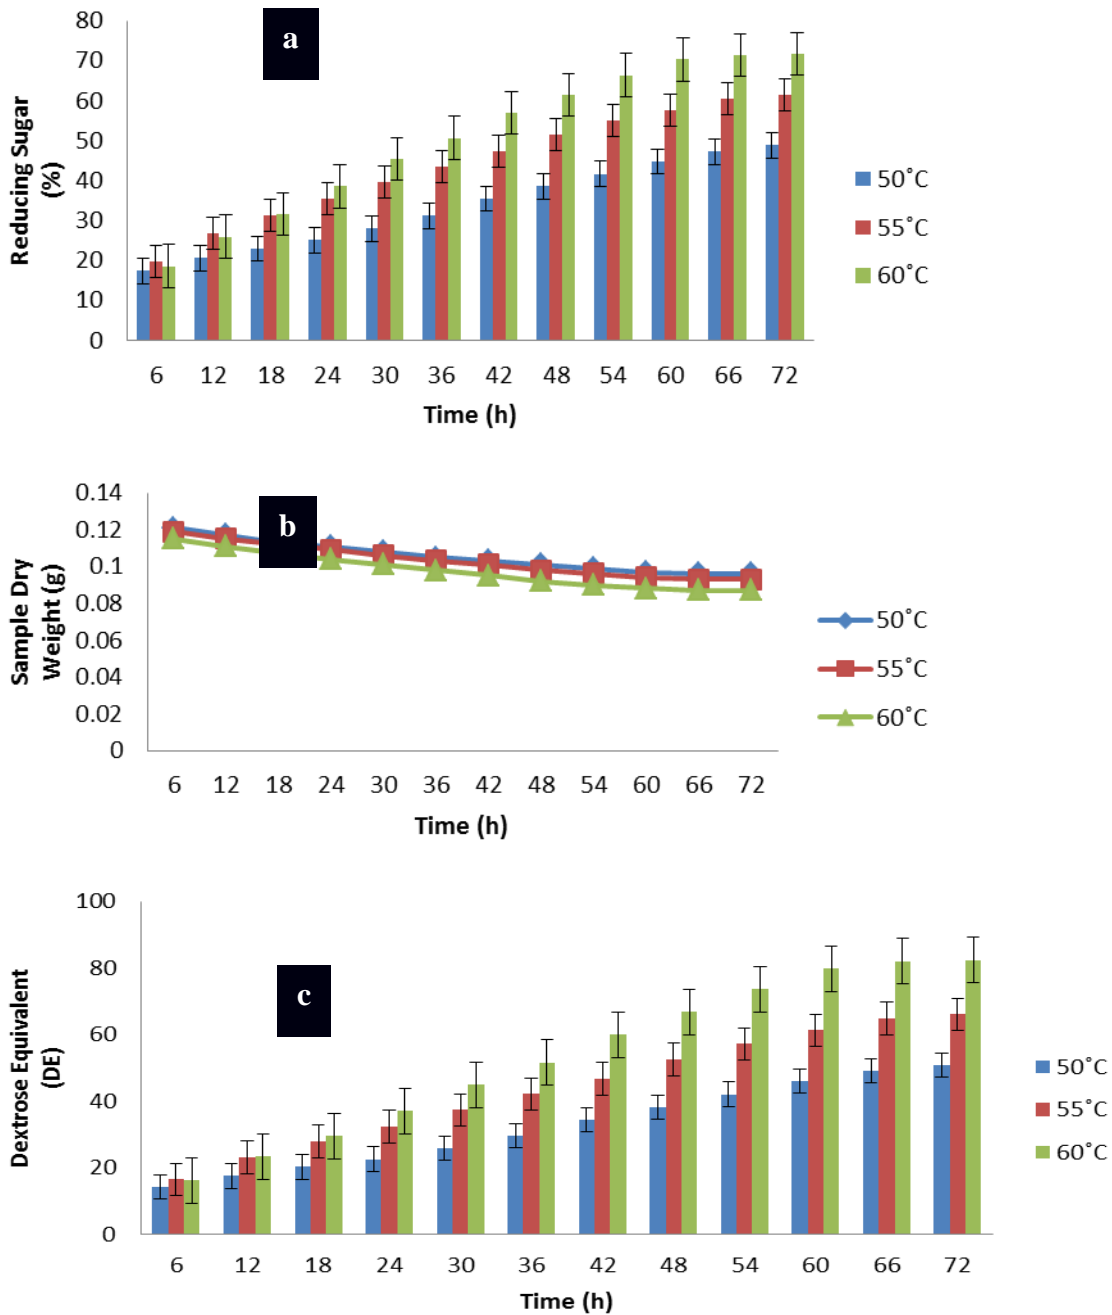 80
70
60
50
40
30
20
10
0
Reducing Sugar
(%)
a
6 12 18 24 30 36 42 48 54 60 66 72
Time (h)
50˚C
55˚C
60˚C
0.14
0.12
0.1
0.08
0.06
0.04
0.02
0
Sample Dry
Weight (g)
b
6 12 18 24 30 36 42 48 54 60 66 72
Time (h)
50˚C
55˚C
60˚C
100
80
60
40
20
0
Dextrose Equivalent
(DE)
c
6 12 18 24 30 36 42 48 54 60 66 72
Time (h)
50˚C
55˚C
60˚C